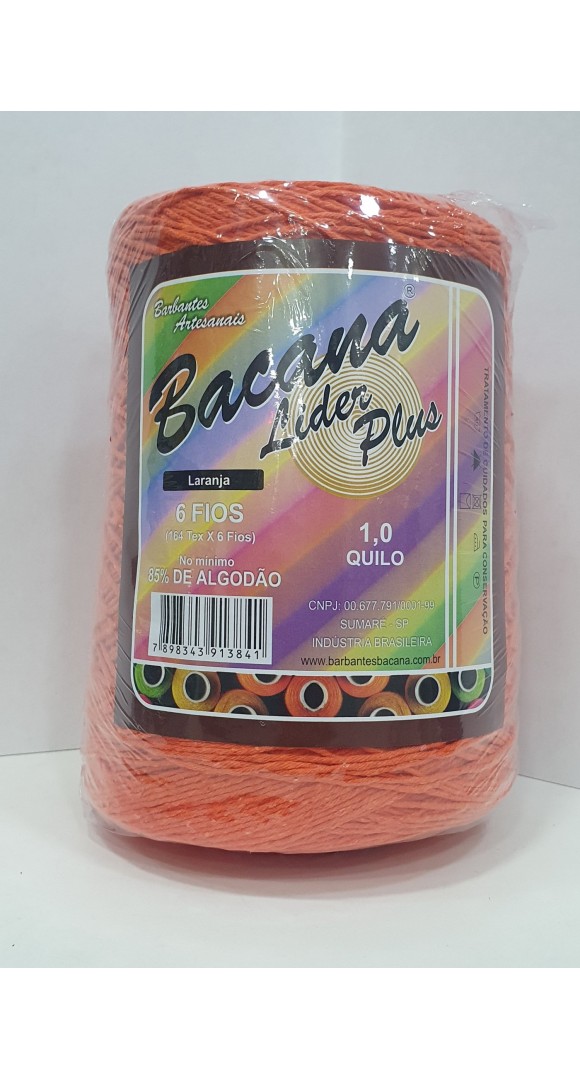 Barbantes
Artesanais
Bacana®
Lider
Plus
Laranja
6 FIOS
(164 Tex X 6 Fios)
No mínimo
85% DE ALGODÃO
1,0
QUILO
7 898343 913841
CNPJ: 00.677.791/0001-99
SUMARE - SP
INDÚSTRIA BRASILEIRA
www.barbantesbacana.com.br
TRATAMENTO DE CUIDADOS PARA CONSERVAÇÃO